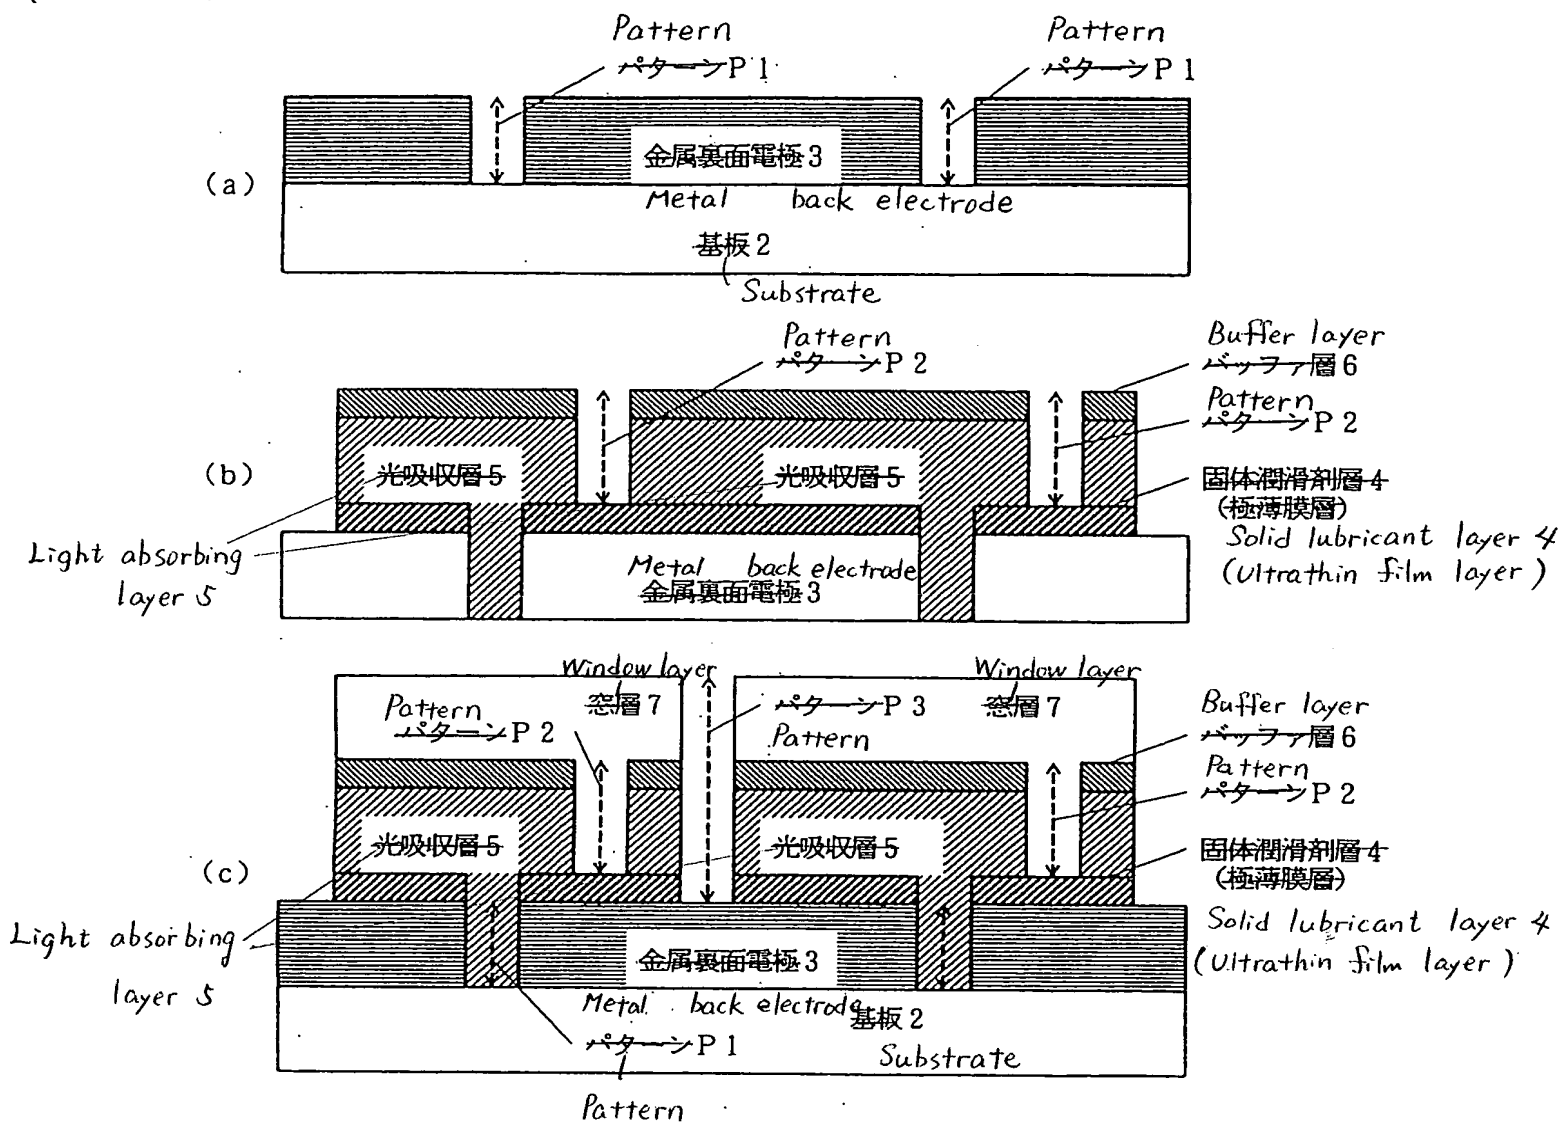 Pattern
パターンP 1
Pattern
パターンP 1
金属裏面電極3
(a)
Metal back electrode
基板2
Substrate
Pattern
パターンP 2
Buffer layer
バッファ層6
Pattern
パターンP 2
(b)
光吸収層5
光吸収層5
固体潤滑剤層4
(極薄膜層)
Solid lubricant layer 4
(Ultrathin film layer)
Light absorbing
layer 5
Metal back electrode
金属裏面電極3
Window layer
窓層7
Window layer
窓層7
Pattern
パターンP 2
パターンP 3
Pattern
Buffer layer
バッファ層6
Pattern
パターンP 2
(c)
光吸収層5
光吸収層5
固体潤滑剤層4
(極薄膜層)
Solid lubricant layer 4
(Ultrathin film layer)
Light absorbing
layer 5
金属裏面電極3
Metal back electrode
基板2
Substrate
パターンP 1
Pattern